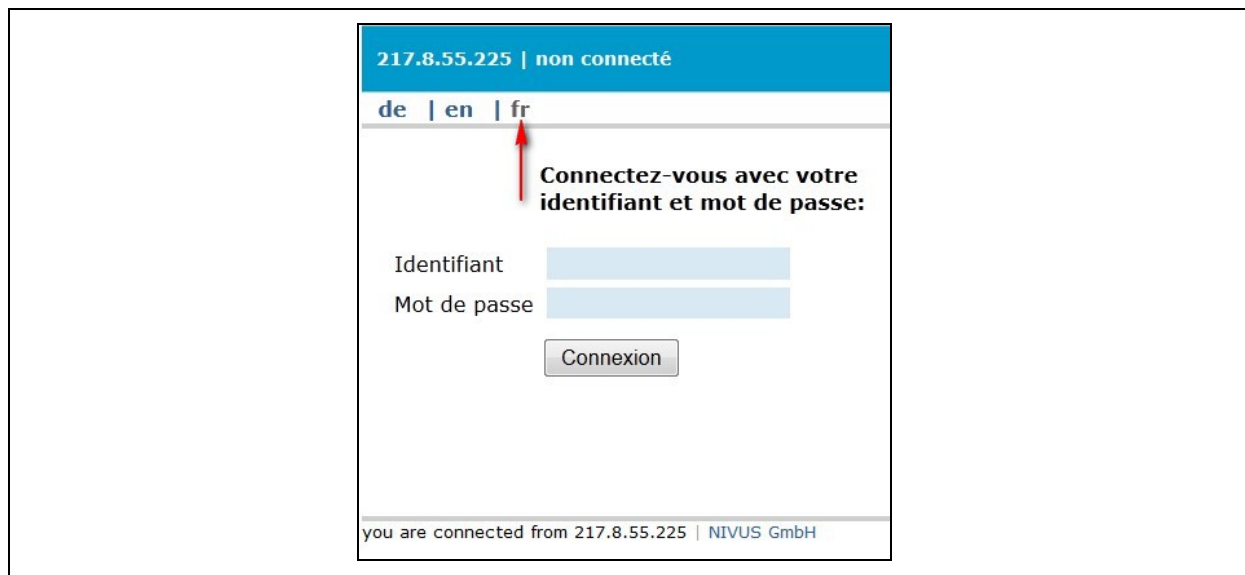 217.8.55.225 | non connecté
de | en | fr
Connectez-vous avec votre
identifiant et mot de passe:
Identifiant
Mot de passe
Connexion
you are connected from 217.8.55.225 | NIVUS GmbH